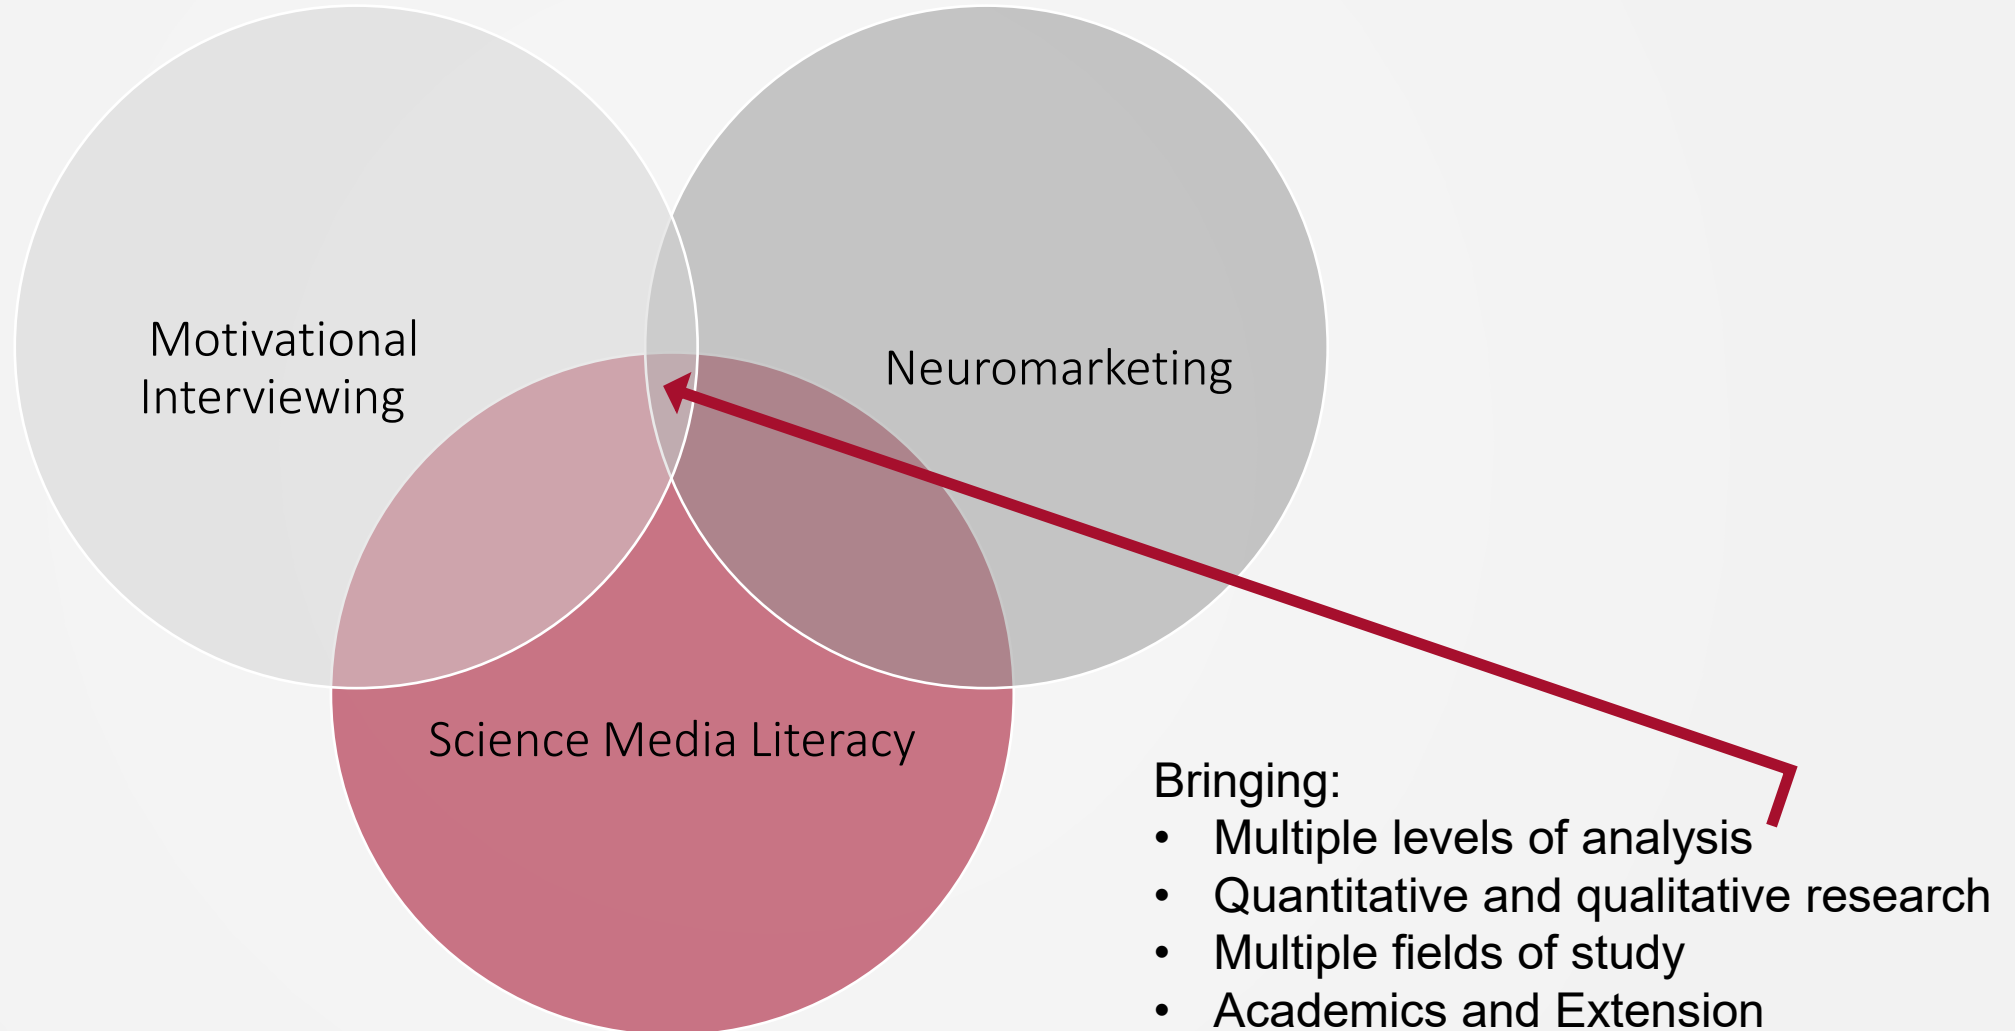 Motivational
Interviewing
Neuromarketing
Science Media Literacy
Bringing:
• Multiple levels of analysis
• Quantitative and qualitative research
• Multiple fields of study
• Academics and Extension